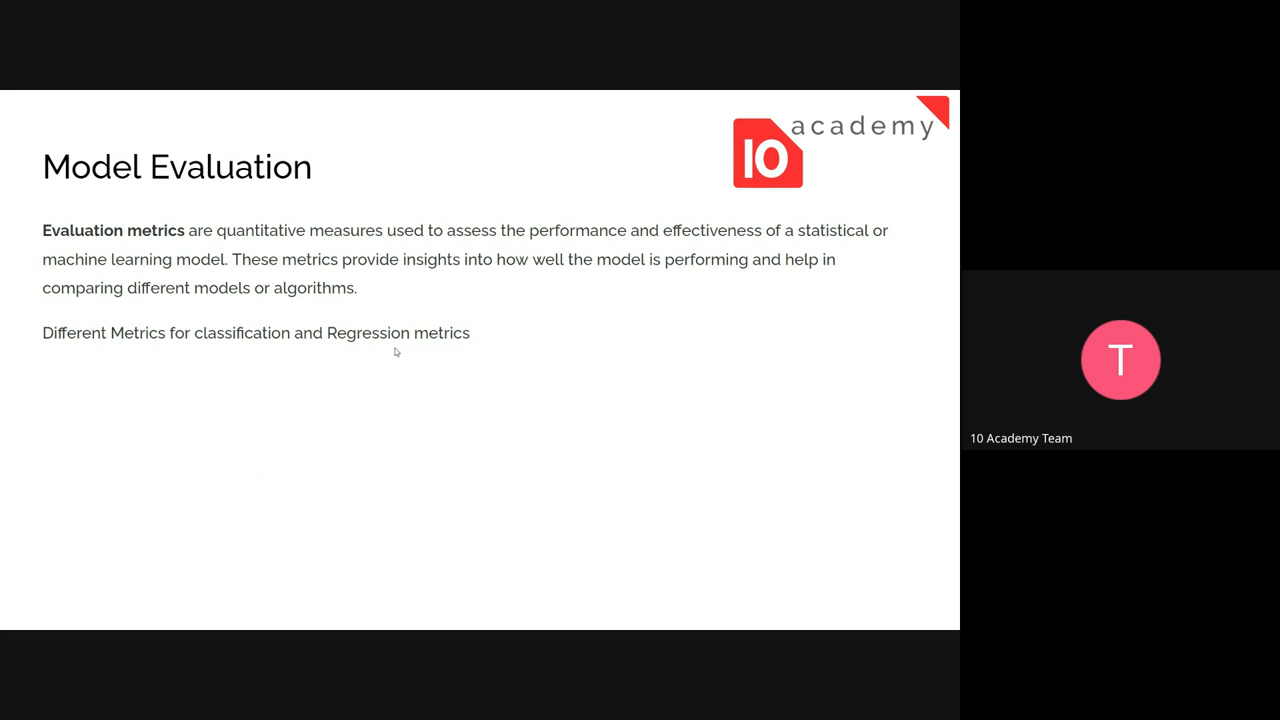 academy
10
Model Evaluation
Evaluation metrics are quantitative measures used to assess the performance and effectiveness of a statistical or
machine learning model. These metrics provide insights into how well the model is performing and help in
comparing different models or algorithms.
Different Metrics for classification and Regression metrics
T
10 Academy Team